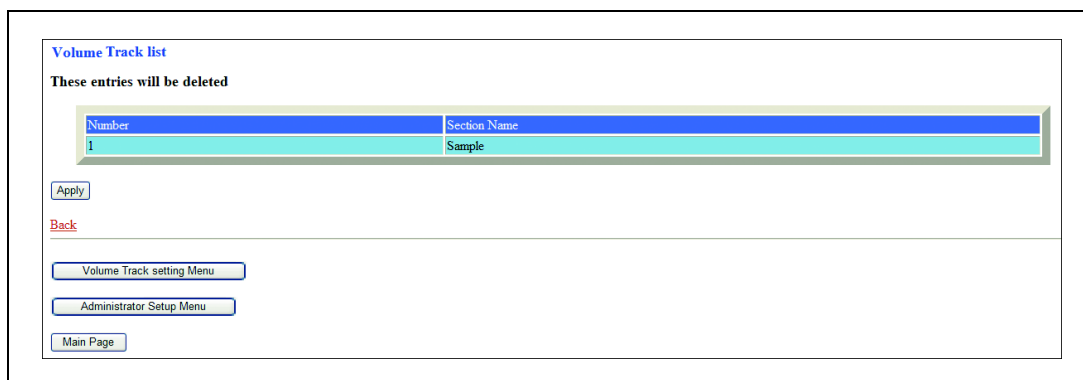 Volume Track list
These entries will be deleted
Number Section Name
1 Sample
Apply
Back
Volume Track setting Menu
Administrator Setup Menu
Main Page